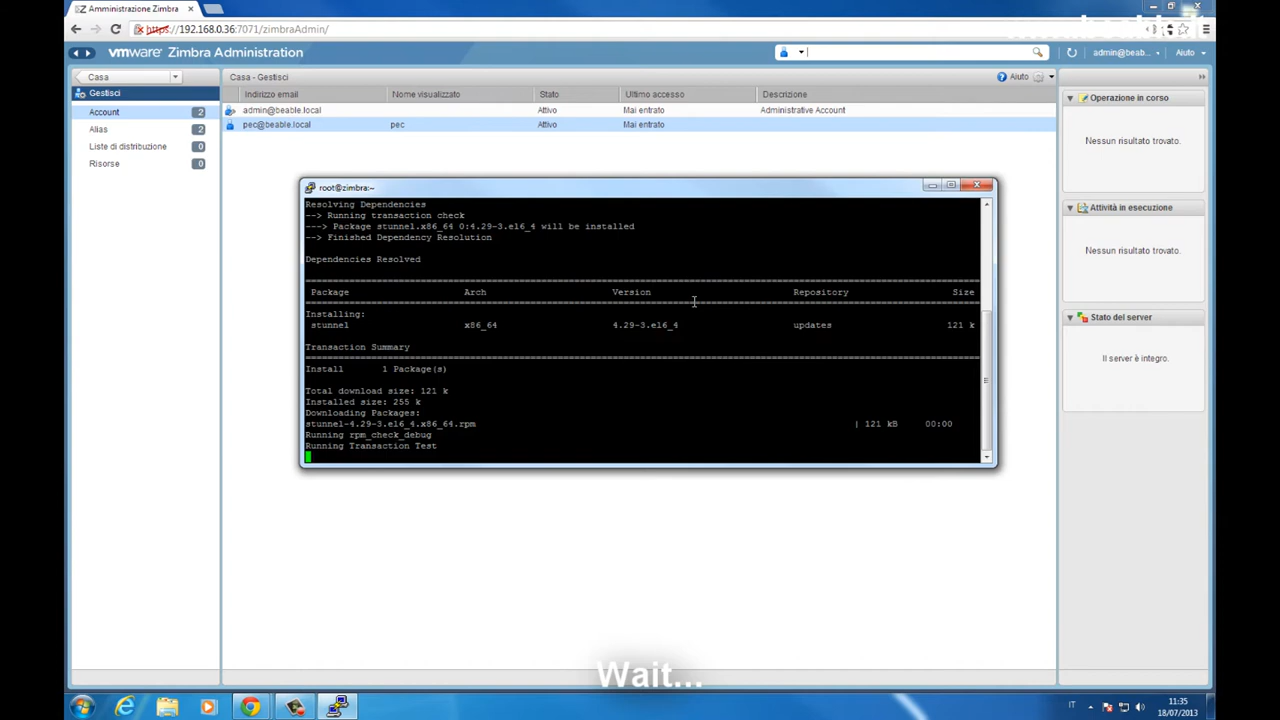 Amministrazione Zimbra
https://192.168.0.36:7071/zimbraAdmin/
vmware Zimbra Administration
admin@beab...
Aiuto
Casa
Casa - Gestisci
Aiuto
Gestisci
Indirizzo email
Nome visualizzato
Stato
Ultimo accesso
Descrizione
Operazione in corso
Account
2
admin@beable.local
Attivo
Mai entrato
Administrative Account
Alias
2
pec@beable.local
pec
Attivo
Mai entrato
Nessun risultato trovato.
Liste di distribuzione
0
Risorse
0
root@zimbra:~
Resolving Dependencies
--> Running transaction check
---> Package stunnel.x86_64 0:4.29-3.el6_4 will be installed
--> Finished Dependency Resolution
Dependencies Resolved
Package Arch Version Repository Size
Installing:
stunnel x86_64 4.29-3.el6_4 updates 121 k
Transaction Summary
Install 1 Package(s)
Total download size: 121 k
Installed size: 255 k
Downloading Packages:
stunnel-4.29-3.el6_4.x86_64.rpm | 121 kB 00:00
Running rpm_check_debug
Running Transaction Test
Attività in esecuzione
Nessun risultato trovato.
Stato del server
Il server è integro.
Wait...
IT
11:35
18/07/2013